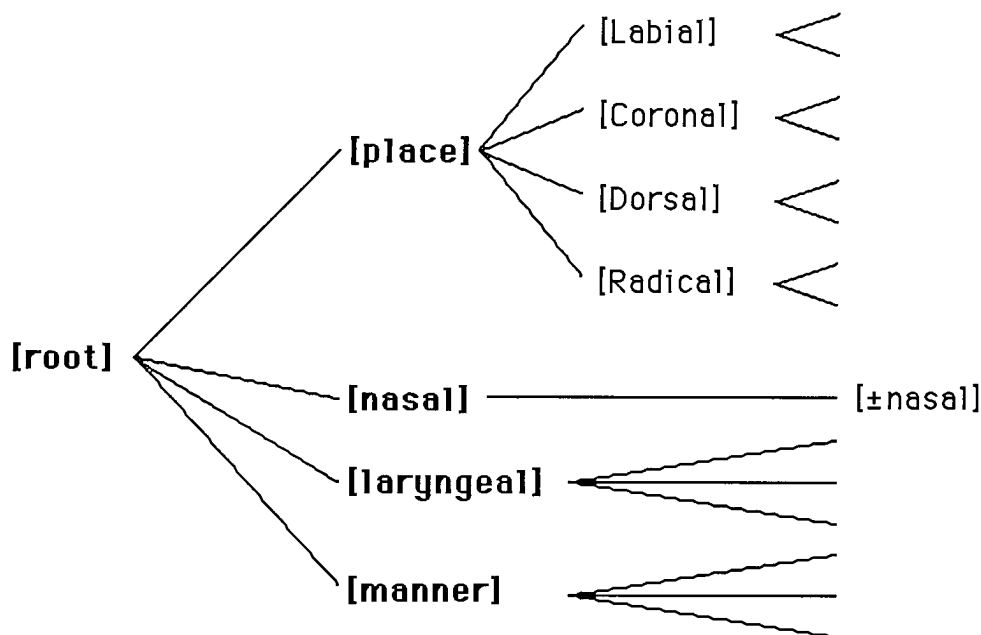 [Labial]
[Coronal]
[place]
[Dorsal]
[Radical]
[root]
[nasal] [±nasal]
[laryngeal]
[manner]